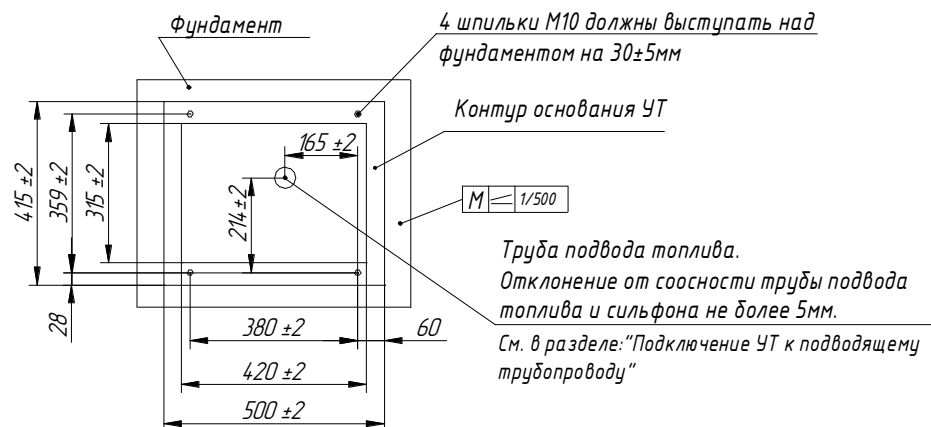 Фундамент
4 шпильки М10 должны выступать над
фундаментом на 30±5мм
Контур основания УТ
165 ±2
415 ±2
359 ±2
315 ±2
214±2
М 1/500
Труба подвода топлива.
Отклонение от соосности трубы подвода
топлива и сильфона не более 5мм.
См. в разделе:"Подключение УТ к подводящему
трубопроводу"
28
380 ±2
60
420 ±2
500 ±2